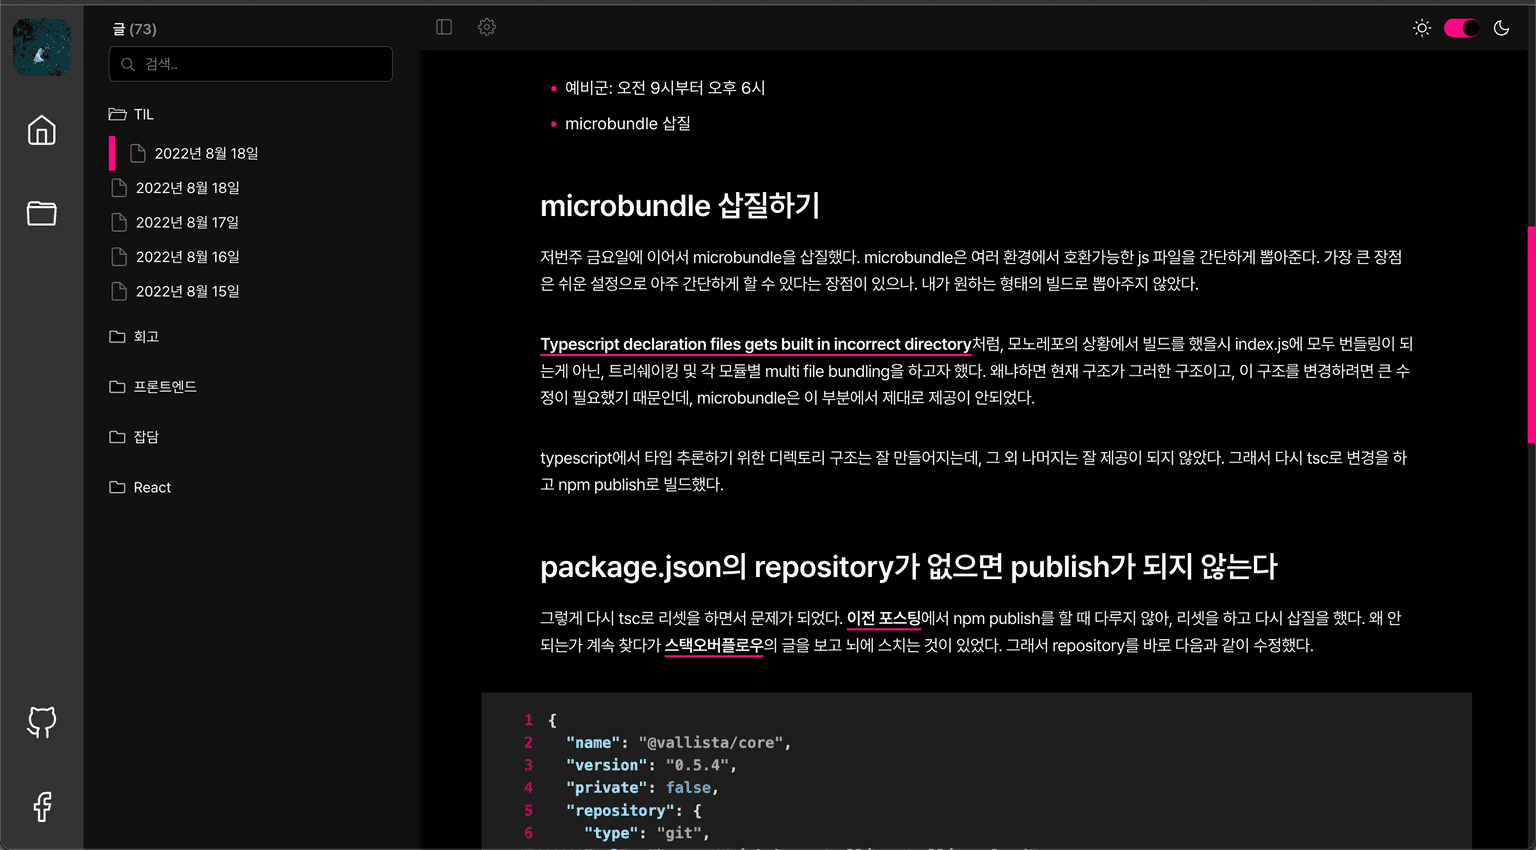 글 (73)
검색..
TIL
2022년 8월 18일
2022년 8월 18일
2022년 8월 17일
2022년 8월 16일
2022년 8월 15일
회고
프론트엔드
잡담
React
예비군: 오전 9시부터 오후 6시
microbundle 삽질
microbundle 삽질하기
저번주 금요일에 이어서 microbundle을 삽질했다. microbundle은 여러 환경에서 호환가능한 js 파일을 간단하게 뽑아준다. 가장 큰 장점
은 쉬운 설정으로 아주 간단하게 할 수 있다는 장점이 있으나. 내가 원하는 형태의 빌드로 뽑아주지 않았다.
Typescript declaration files gets built in incorrect directory처럼, 모노레포의 상황에서 빌드를 했을시 index.js에 모두 번들링이 되
는게 아닌, 트리쉐이킹 및 각 모듈별 multi file bundling을 하고자 했다. 왜냐하면 현재 구조가 그러한 구조이고, 이 구조를 변경하려면 큰 수
정이 필요했기 때문인데, microbundle은 이 부분에서 제대로 제공이 안되었다.
typescript에서 타입 추론하기 위한 디렉토리 구조는 잘 만들어지는데, 그 외 나머지는 잘 제공이 되지 않았다. 그래서 다시 tsc로 변경을 하
고 npm publish로 빌드했다.
package.json의 repository가 없으면 publish가 되지 않는다
그렇게 다시 tsc로 리셋을 하면서 문제가 되었다. 이전 포스팅에서 npm publish를 할 때 다루지 않아, 리셋을 하고 다시 삽질을 했다. 왜 안
되는가 계속 찾다가 스택오버플로우의 글을 보고 뇌에 스치는 것이 있었다. 그래서 repository를 바로 다음과 같이 수정했다.
1 {
2 "name": "@vallista/core",
3 "version": "0.5.4",
4 "private": false,
5 "repository": {
6 "type": "git",